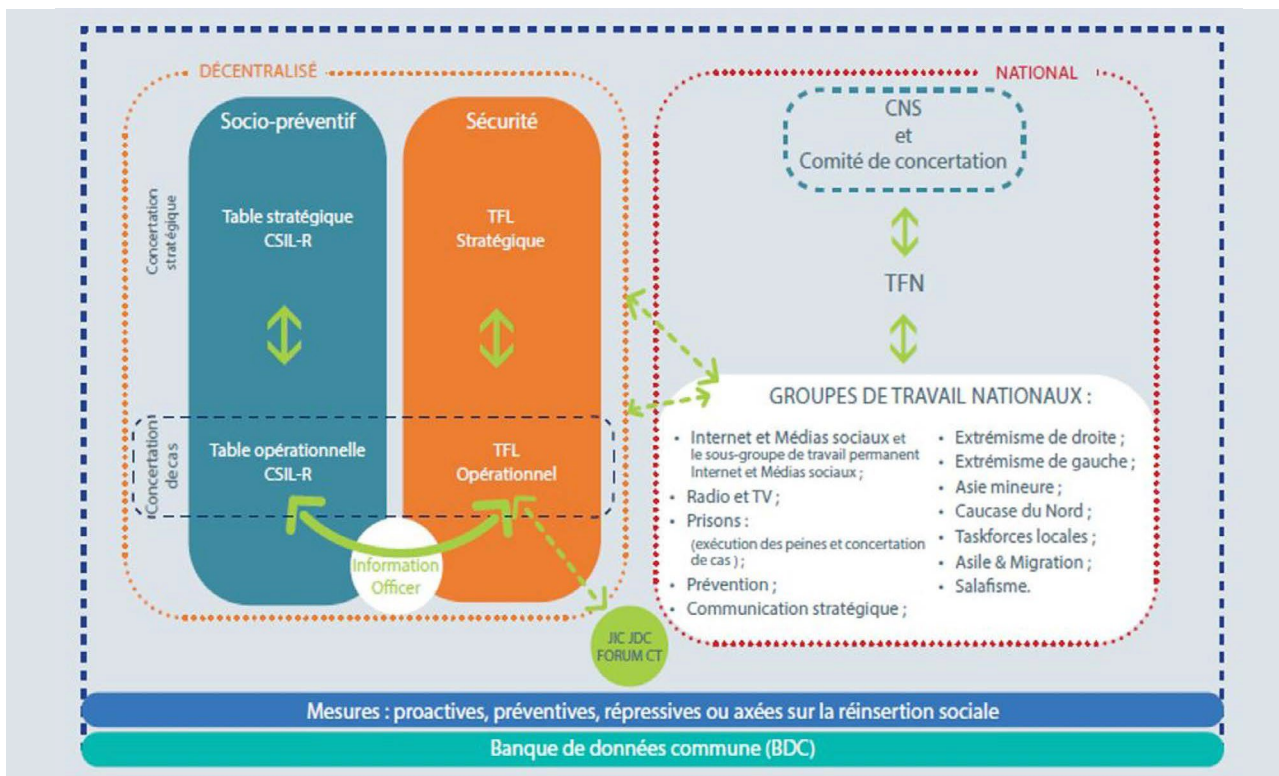 DÉCENTRALISÉ
Socio-préventif
Sécurité
Concertation
stratégique
Table stratégique
CSIL-R
TFL
Stratégique
Concertation
de cas
Table opérationnelle
CSIL-R
TFL
Opérationnel
Information
Officer
JIC JDC
FORUM CT
NATIONAL
CNS
et
Comité de concertation
TFN
GROUPES DE TRAVAIL NATIONAUX :
• Internet et Médias sociaux et
le sous-groupe de travail permanent
Internet et Médias sociaux ;
• Radio et TV ;
• Prisons :
(exécution des peines et concertation
de cas ) ;
• Prévention ;
• Communication stratégique ;
• Extrémisme de droite ;
• Extrémisme de gauche ;
• Asie mineure ;
• Caucase du Nord ;
• Taskforces locales ;
• Asile & Migration ;
• Salafisme.
Mesures : proactives, préventives, répressives ou axées sur la réinsertion sociale
Banque de données commune (BDC)